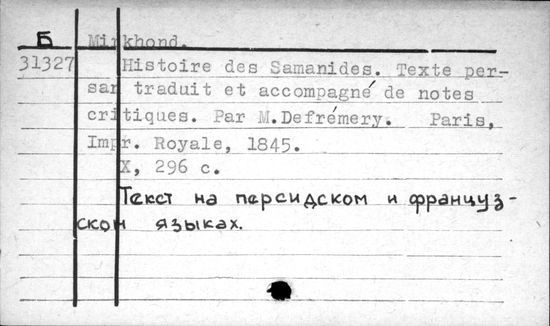 Б Mirkhond.
31327 Histoire des Samanides. Texte per-
san traduit et accompagné de notes
critiques. Par M.Defrémery. Paris,
Impr. Royale, 1845.
X, 296 с.
Текст на персидском и француз-
ском языках.